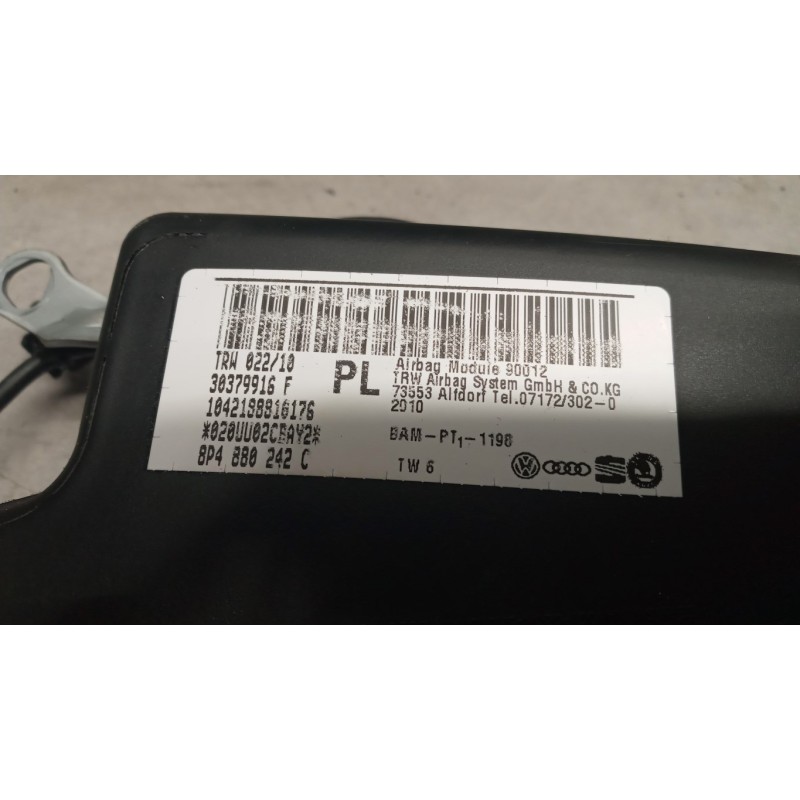 TRW 022/10
30379916 F
PL
Airbag Module 90012
TRW Airbag System GmbH & CO.KG
73553 Alfdorf Tel.07172/302-0
2010
1042188816176
*020UU02CBAY2*
8P4 880 242 C
BAM-PT1-1198
TW 6